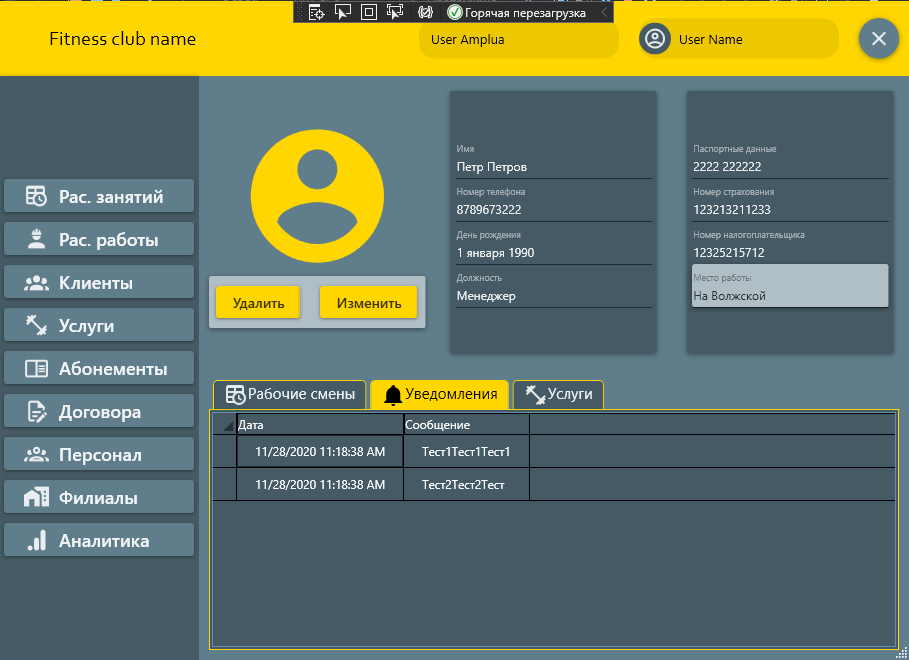 Горячая перезагрузка
Fitness club name
User Amplua
User Name
Рас. занятий
Рас. работы
Клиенты
Услуги
Абонементы
Договора
Персонал
Филиалы
Аналитика
Удалить
Изменить
Имя
Петр Петров
Номер телефона
8789673222
День рождения
1 января 1990
Должность
Менеджер
Паспортные данные
2222 222222
Номер страхования
123213211233
Номер налогоплательщика
12325215712
Место работы
На Волжской
Рабочие смены
Уведомления
Услуги
Дата Сообщение
11/28/2020 11:18:38 AM Тест1Тест1Тест1
11/28/2020 11:18:38 AM Тест2Тест2Тест